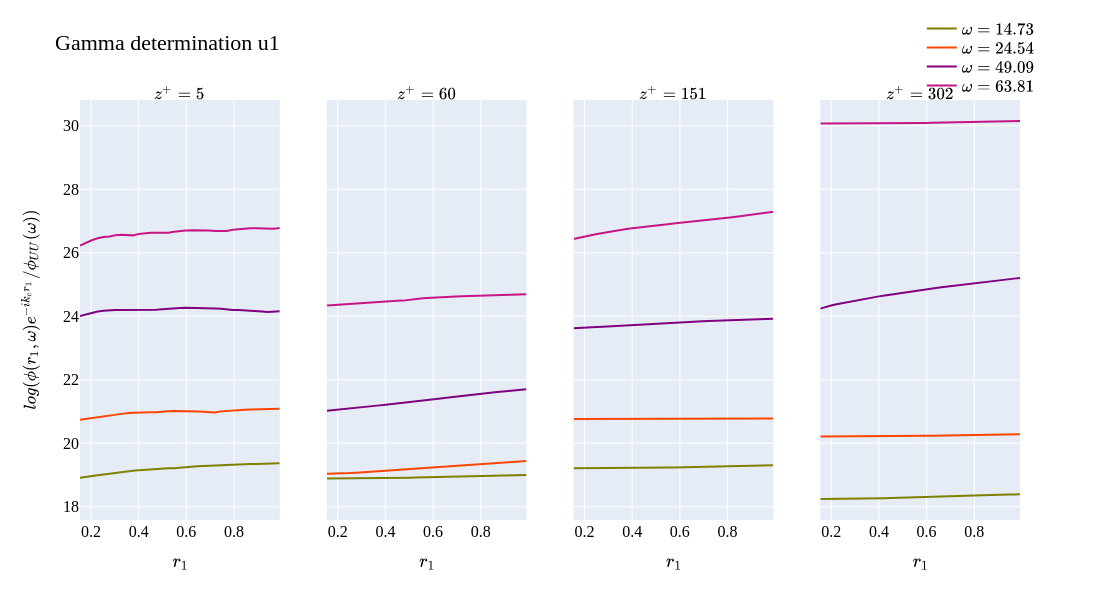 Gamma determination u1
ω = 14.73
ω = 24.54
ω = 49.09
ω = 63.81
z⁺ = 5
z⁺ = 60
z⁺ = 151
z⁺ = 302
log(ϕ(r₁, ω)e^{−ik_c r₁}/ϕ_{UU}(ω))
30
28
26
24
22
20
18
0.2 0.4 0.6 0.8
0.2 0.4 0.6 0.8
0.2 0.4 0.6 0.8
0.2 0.4 0.6 0.8
r₁
r₁
r₁
r₁